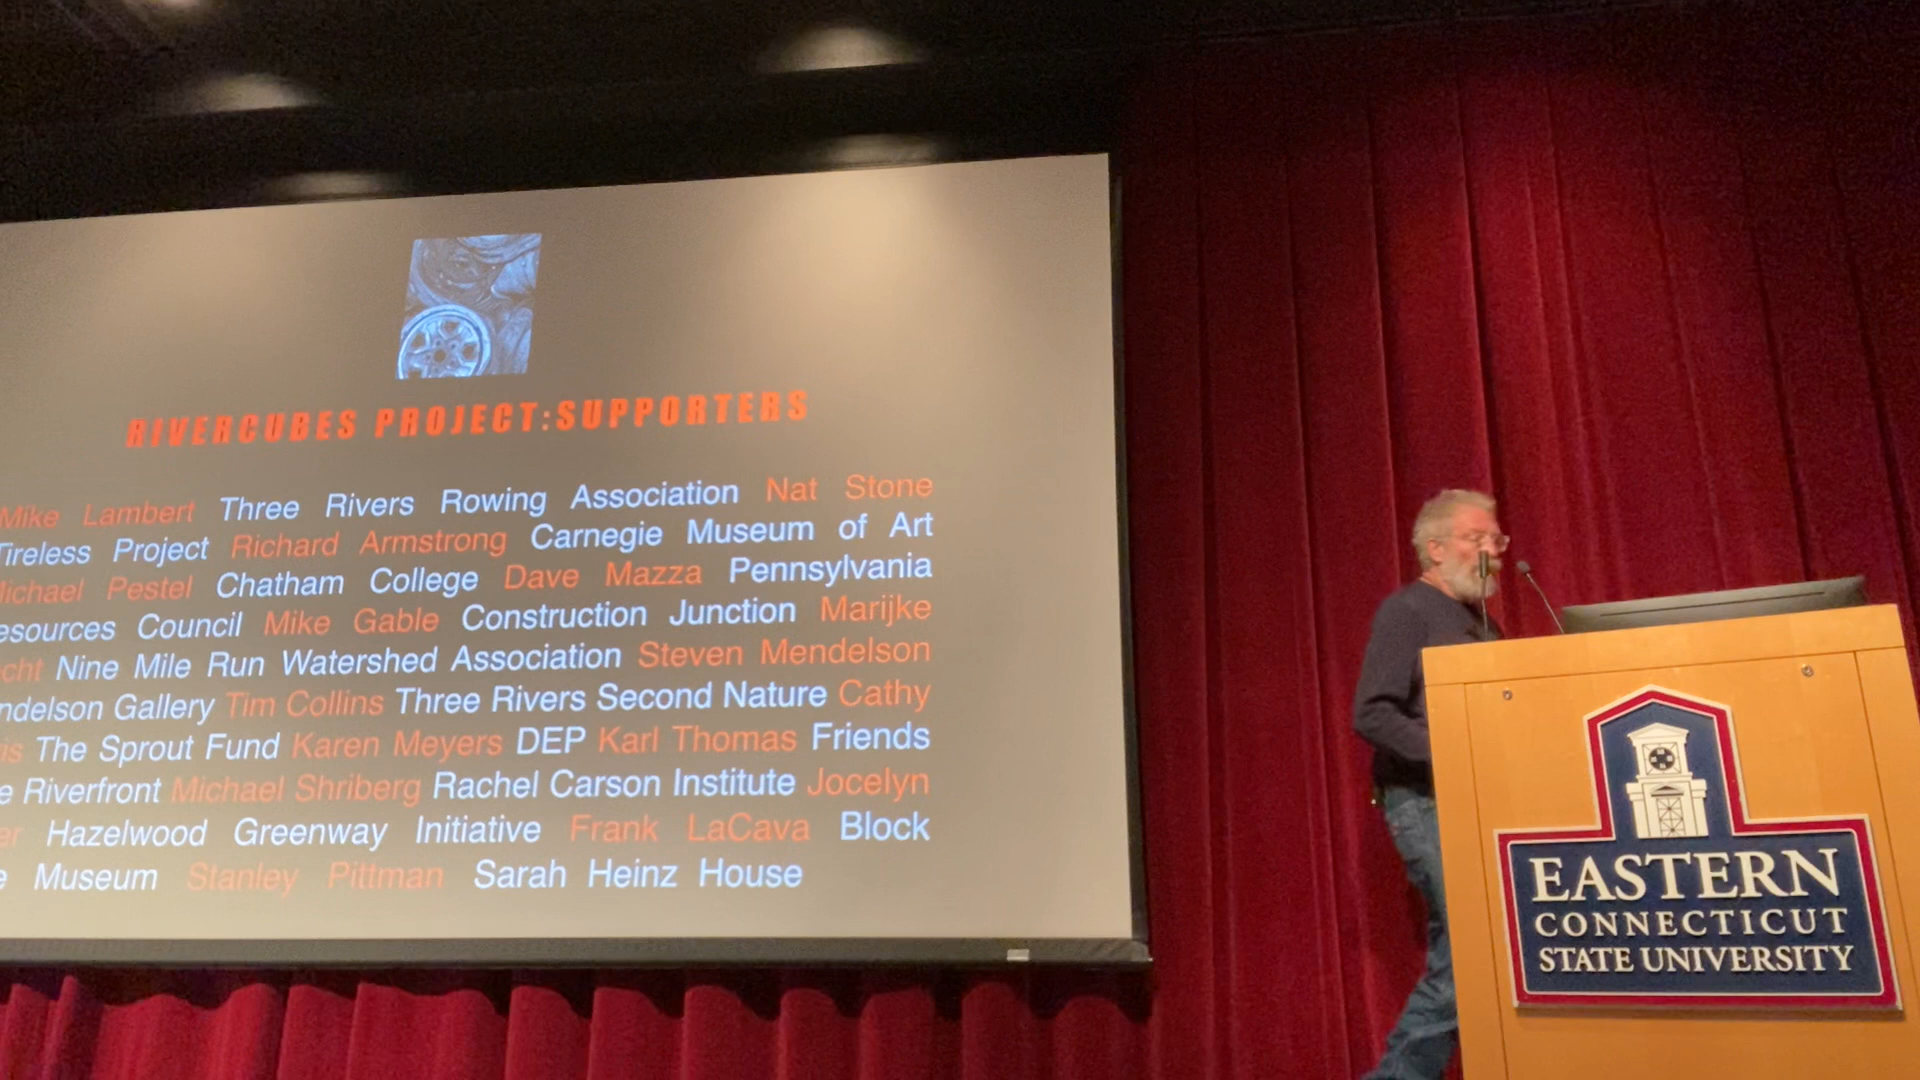 RIVERCUBES PROJECT:SUPPORTERS
Mike Lambert Three Rivers Rowing Association Nat Stone
Tireless Project Richard Armstrong Carnegie Museum of Art
Michael Pestel Chatham College Dave Mazza Pennsylvania
Council Mike Gable Construction Junction Marijke
Nine Mile Run Watershed Association Steven Mendelson
Gallery Tim Collins Three Rivers Second Nature Cathy
The Sprout Fund Karen Meyers DEP Karl Thomas Friends
Riverfront Michael Shriberg Rachel Carson Institute Jocelyn
Hazelwood Greenway Initiative Frank LaCava Block
Museum Stanley Pittman Sarah Heinz House
EASTERN
CONNECTICUT
STATE UNIVERSITY